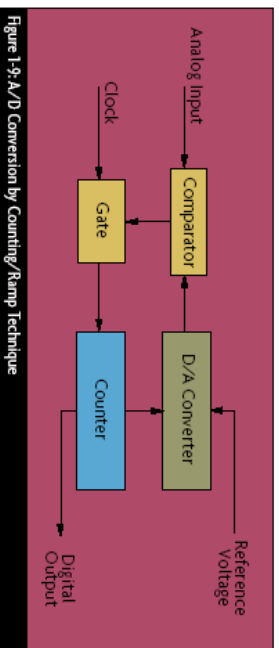 Analog Input
Comparator
D/A Converter
Reference
Voltage
Clock
Gate
Counter
Digital
Output
Figure 1-9: A/D Conversion by Counting/Ramp Technique